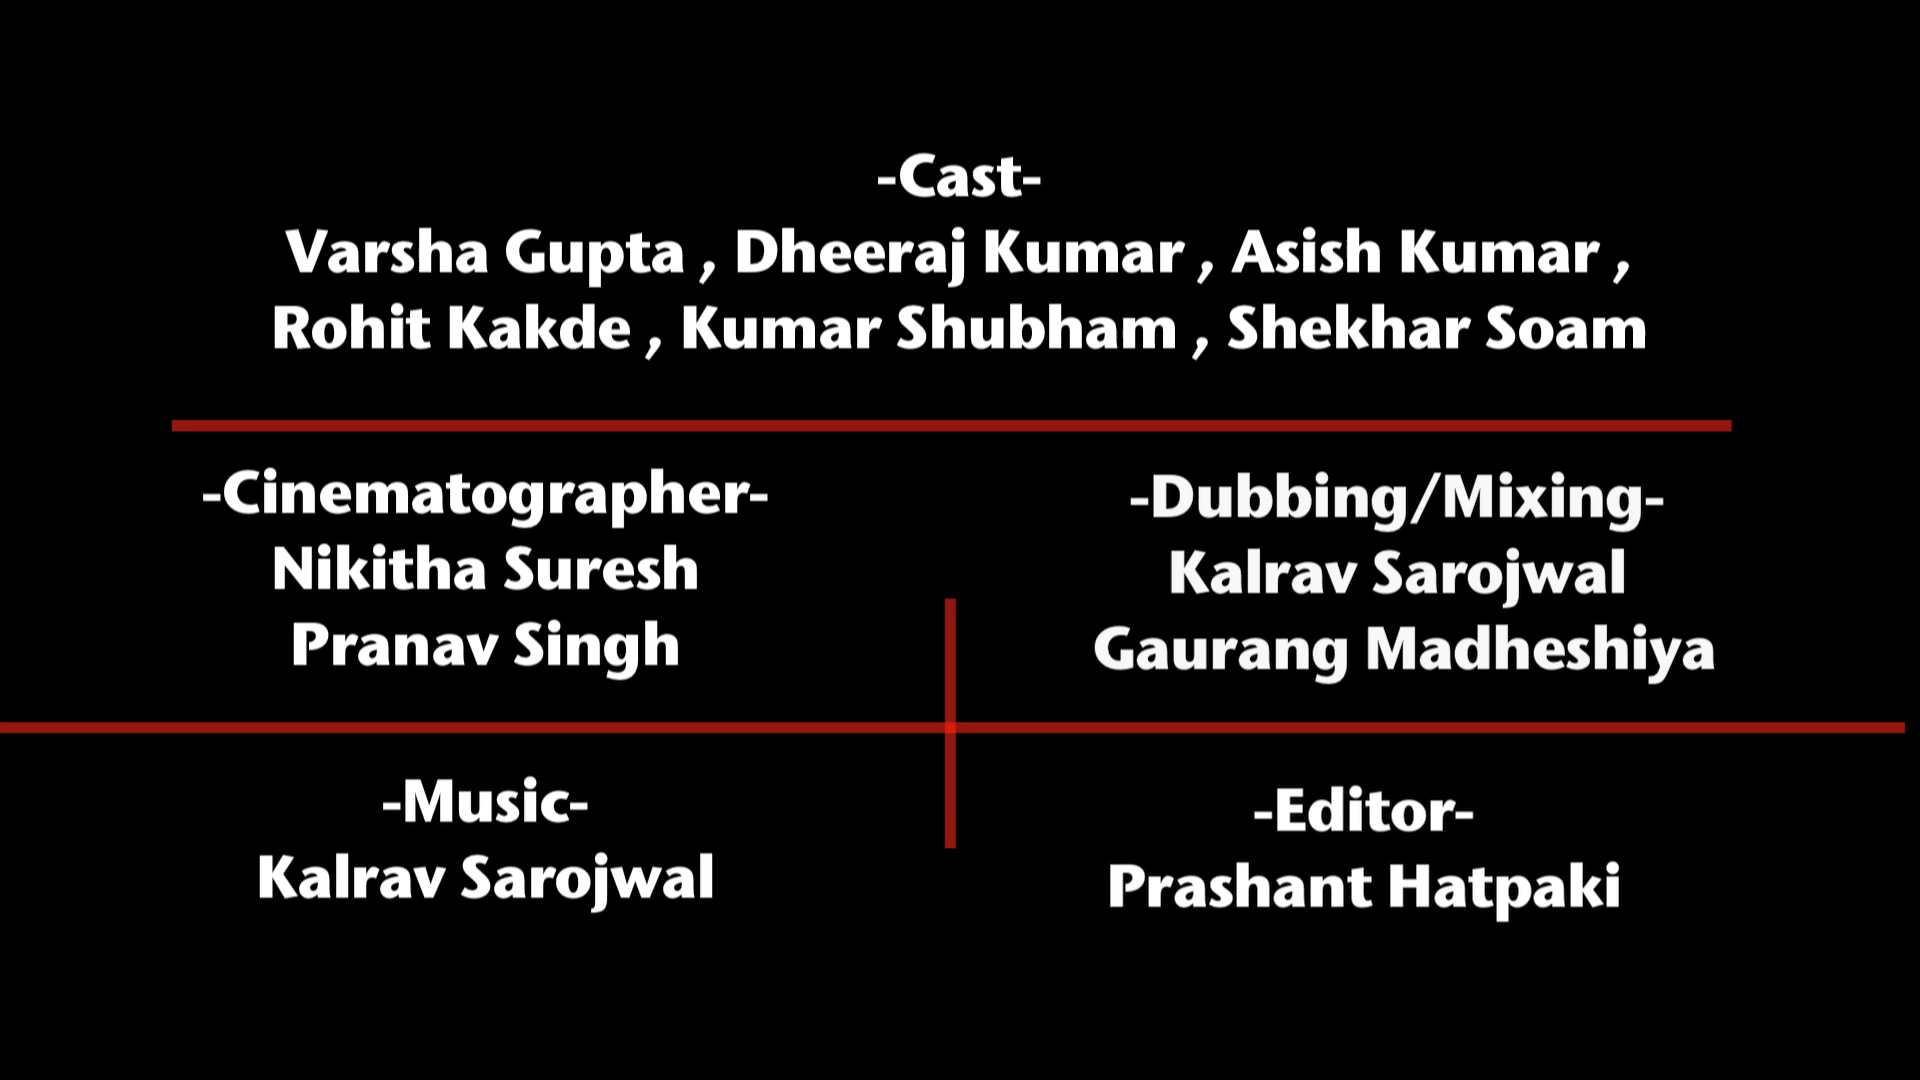 -Cast-
Varsha Gupta , Dheeraj Kumar , Asish Kumar ,
Rohit Kakde , Kumar Shubham , Shekhar Soam
-Cinematographer-
Nikitha Suresh
Pranav Singh
-Dubbing/Mixing-
Kalrav Sarojwal
Gaurang Madheshiya
-Music-
Kalrav Sarojwal
-Editor-
Prashant Hatpaki